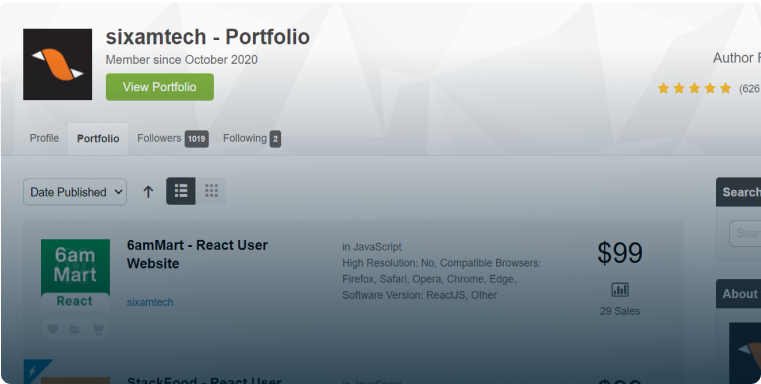 sixamtech - Portfolio
Member since October 2020
View Portfolio
Author
(626
Profile
Portfolio
Followers 1019
Following 2
Date Published
Search
Sear
6am
Mart
React
6amMart - React User
Website
sixamtech
in JavaScript
High Resolution: No, Compatible Browsers:
Firefox, Safari, Opera, Chrome, Edge,
Software Version: ReactJS, Other
$99
29 Sales
About
StackFood - React User
in JavaScript
$99